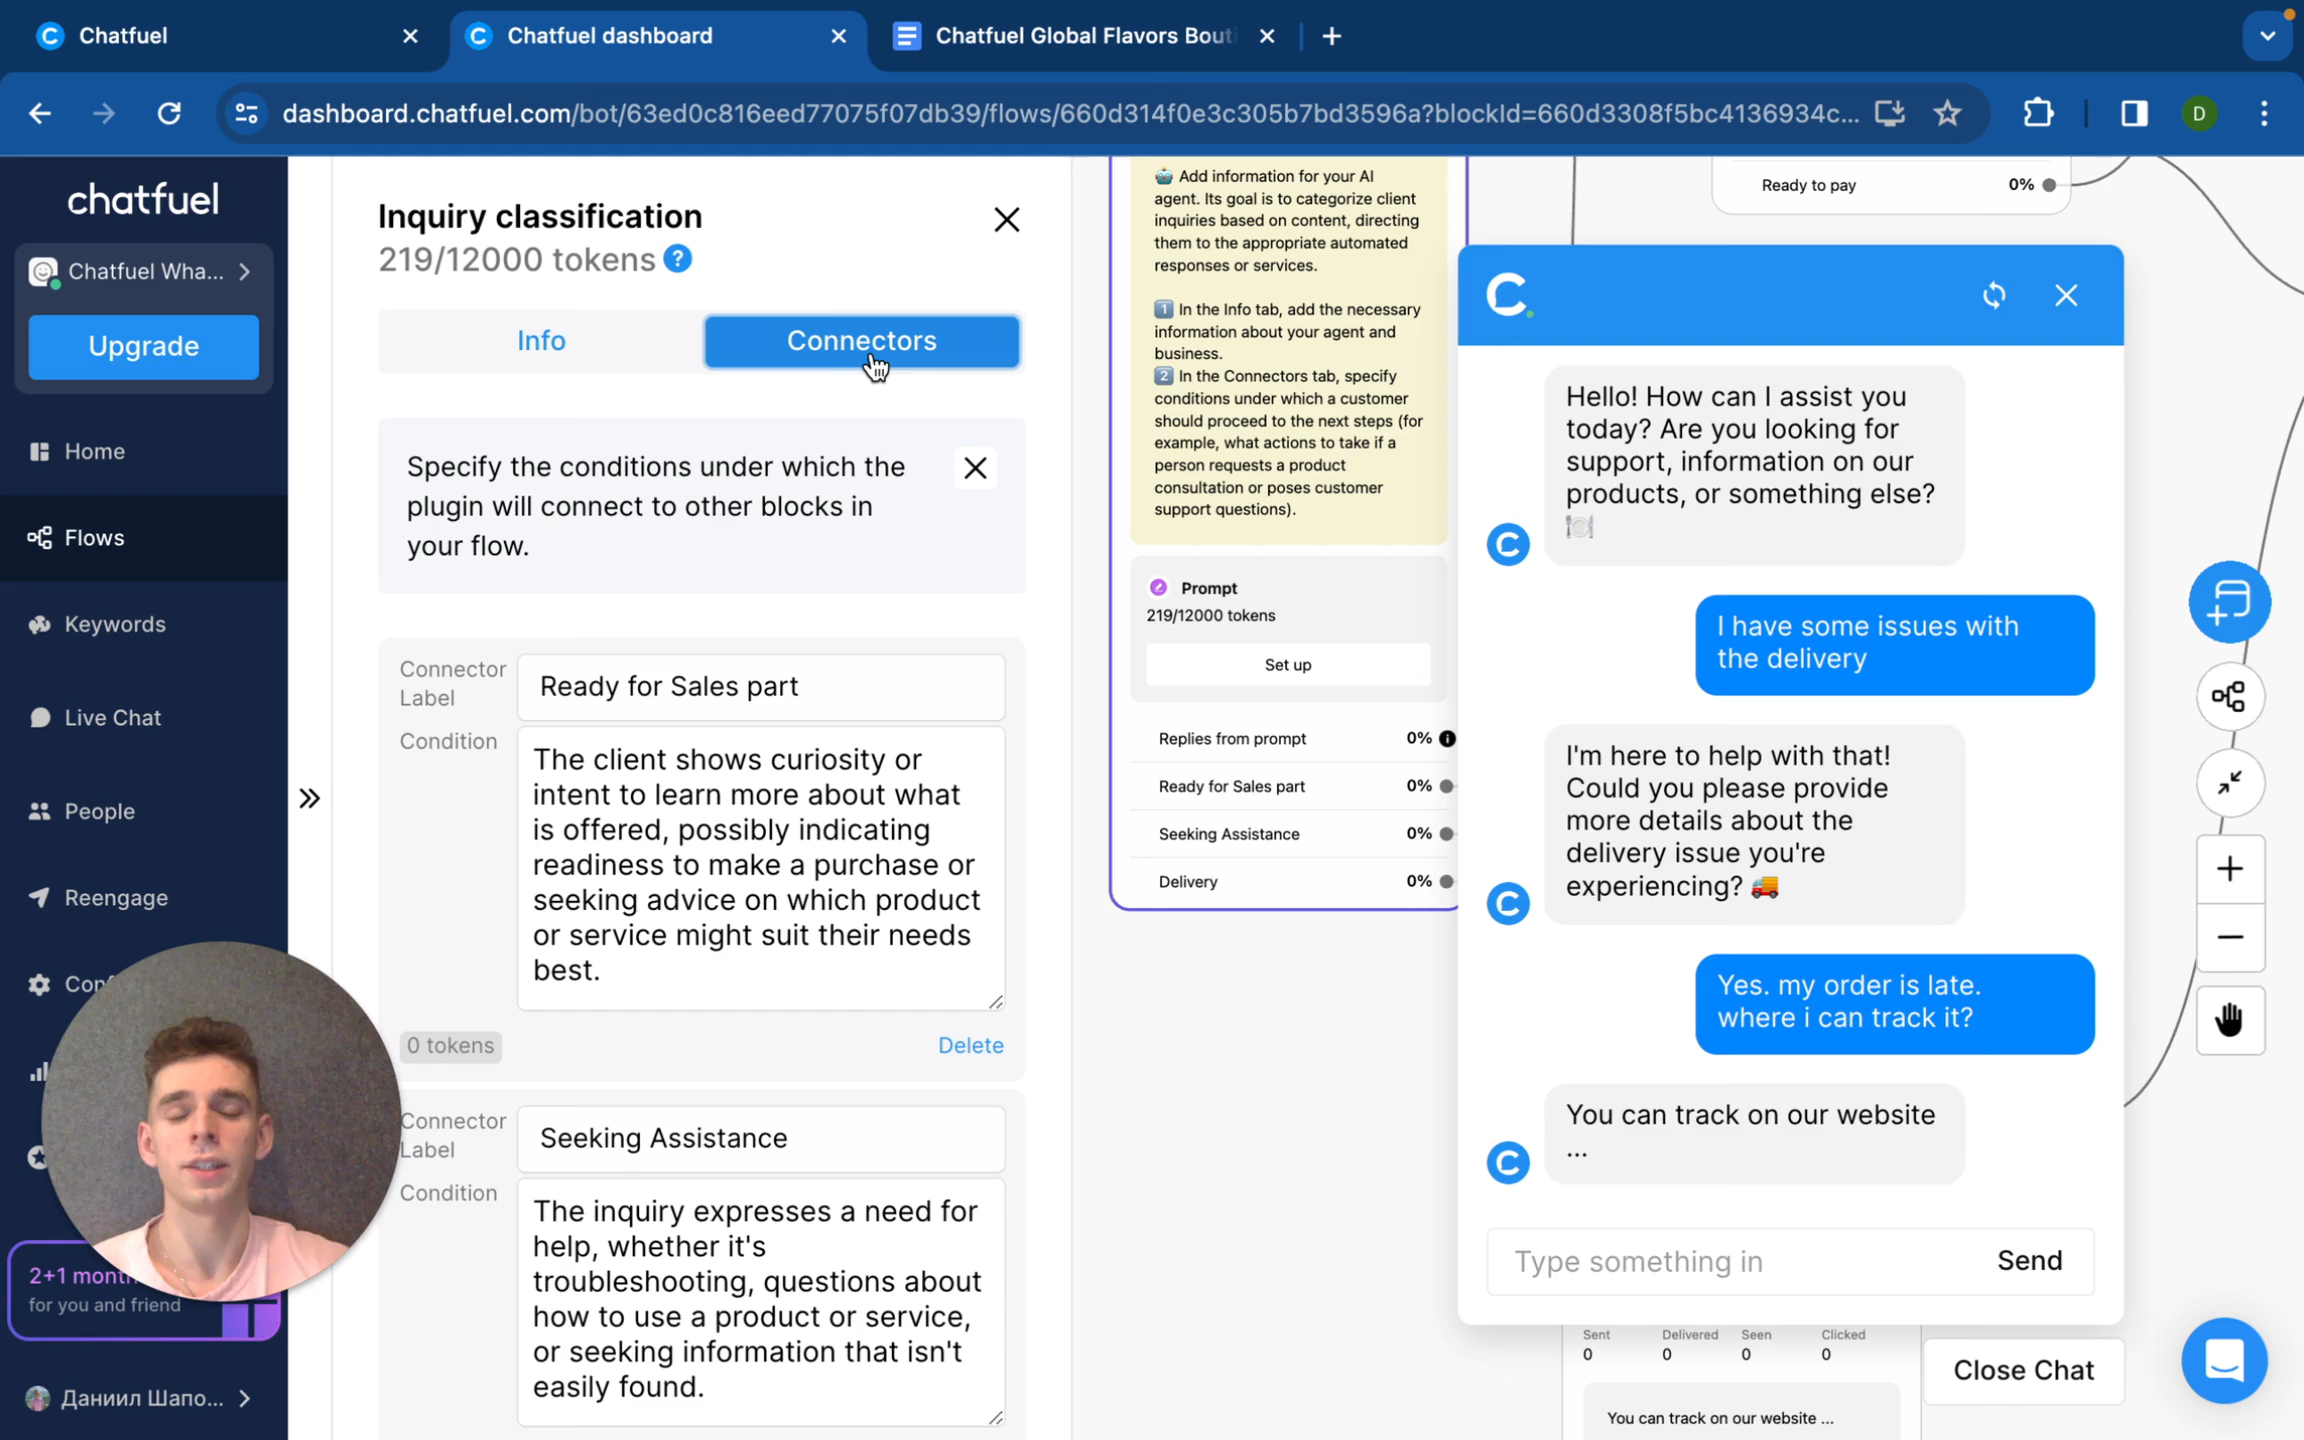 Chatfuel
Chatfuel dashboard
Chatfuel Global Flavors Bouti
dashboard.chatfuel.com/bot/63ed0c816eed77075f07db39/flows/660d314f0e3c305b7bd3596a?blockId=660d3308f5bc4136934c...
D
chatfuel
Chatfuel Wha...
Upgrade
Home
Flows
Keywords
Live Chat
People
Reengage
2+1 month
for you and friend
Даниил Шапо...
Inquiry classification
219/12000 tokens
?
Info
Connectors
Specify the conditions under which the
plugin will connect to other blocks in
your flow.
Connector
Label
Ready for Sales part
Condition
The client shows curiosity or
intent to learn more about what
is offered, possibly indicating
readiness to make a purchase or
seeking advice on which product
or service might suit their needs
best.
0 tokens
Delete
Connector
Label
Seeking Assistance
Condition
The inquiry expresses a need for
help, whether it's
troubleshooting, questions about
how to use a product or service,
or seeking information that isn't
easily found.
🤖 Add information for your AI
agent. Its goal is to categorize client
inquiries based on content, directing
them to the appropriate automated
responses or services.
1️⃣ In the Info tab, add the necessary
information about your agent and
business.
2️⃣ In the Connectors tab, specify
conditions under which a customer
should proceed to the next steps (for
example, what actions to take if a
person requests a product
consultation or poses customer
support questions).
Prompt
219/12000 tokens
Set up
Replies from prompt 0%
Ready for Sales part 0%
Seeking Assistance 0%
Delivery 0%
Ready to pay 0%
Hello! How can I assist you
today? Are you looking for
support, information on our
products, or something else?
🍽️
I have some issues with
the delivery
I'm here to help with that!
Could you please provide
more details about the
delivery issue you're
experiencing? 🚚
Yes. my order is late.
where i can track it?
You can track on our website
...
Type something in
Send
Sent Delivered Seen Clicked
0 0 0 0
You can track on our website ...
Close Chat